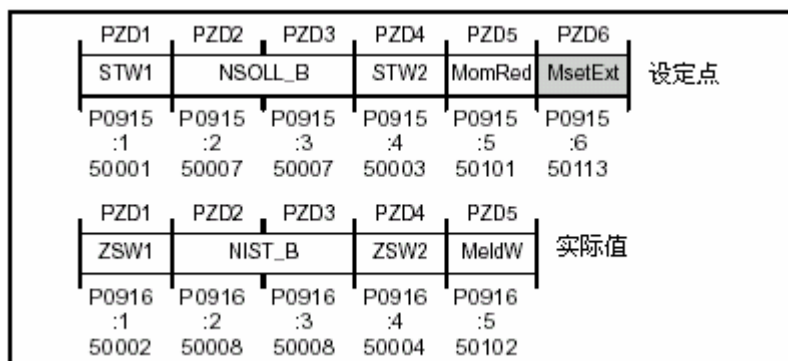 PZD1 PZD2 PZD3 PZD4 PZD5 PZD6
STW1 NSOLL_B STW2 MomRed MsetExt 设定点
P0915 P0915 P0915 P0915 P0915 P0915
:1 :2 :3 :4 :5 :6
50001 50007 50007 50003 50101 50113
PZD1 PZD2 PZD3 PZD4 PZD5
ZSW1 NIST_B ZSW2 MeldW 实际值
P0916 P0916 P0916 P0916 P0916
:1 :2 :3 :4 :5
50002 50008 50008 50004 50102